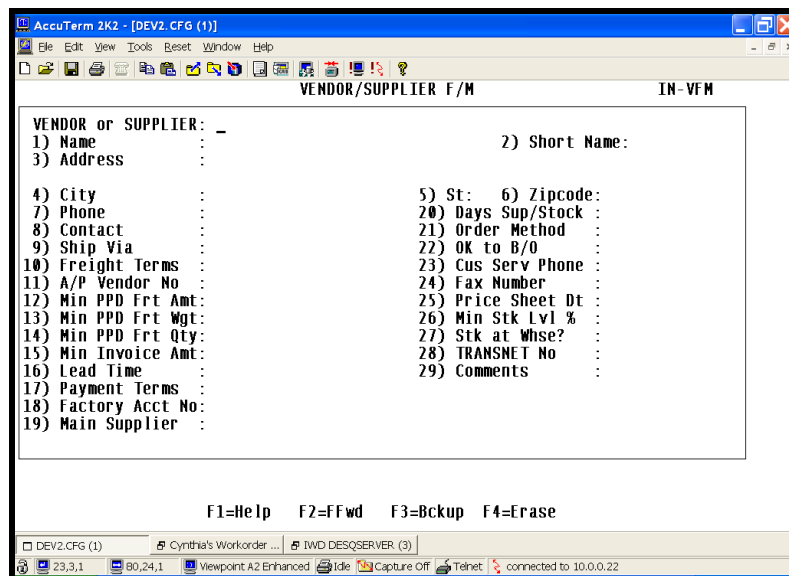 AccuTerm 2K2 - [DEV2.CFG (1)]
File Edit View Tools Reset Window Help
VENDOR/SUPPLIER F/M IN-VFM
VENDOR or SUPPLIER: _
1) Name : 2) Short Name:
3) Address :
4) City : 5) St: 6) Zipcode:
7) Phone : 20) Days Sup/Stock :
8) Contact : 21) Order Method :
9) Ship Via : 22) OK to B/O :
10) Freight Terms : 23) Cus Serv Phone :
11) A/P Vendor No : 24) Fax Number :
12) Min PPD Frt Amt: 25) Price Sheet Dt :
13) Min PPD Frt Wgt: 26) Min Stk Lvl % :
14) Min PPD Frt Qty: 27) Stk at Whse? :
15) Min Invoice Amt: 28) TRANSNET No :
16) Lead Time : 29) Comments :
17) Payment Terms :
18) Factory Acct No:
19) Main Supplier :
F1=Help F2=FFwd F3=Bckup F4=Erase
DEV2.CFG (1) Cynthia's Workorder ... IWD DESQSERVER (3)
23,3,1 80,24,1 Viewpoint A2 Enhanced Idle Capture Off Telnet connected to 10.0.0.22